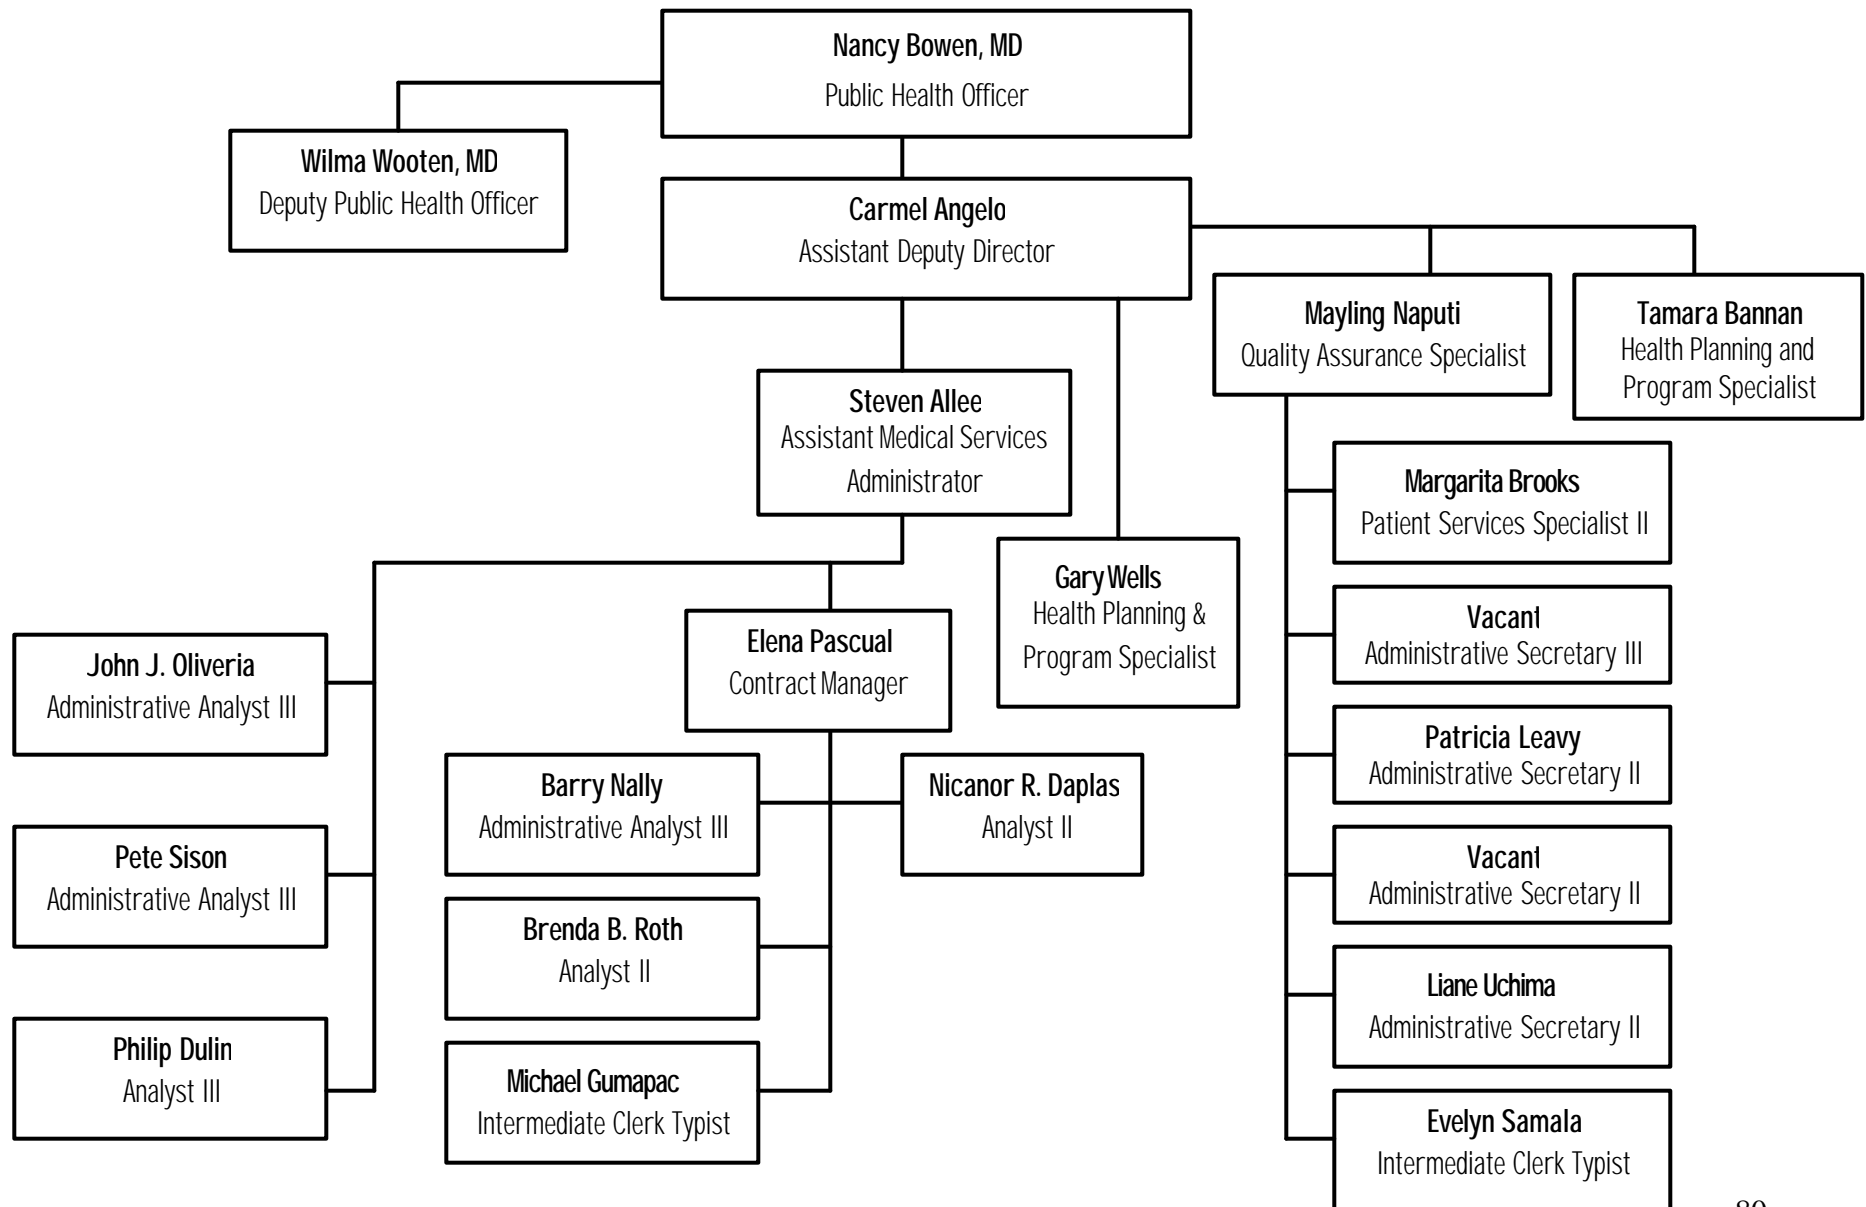 Nancy Bowen, MD
Public Health Officer
Wilma Wooten, MD
Deputy Public Health Officer
Carmel Angelo
Assistant Deputy Director
Mayling Naputi
Quality Assurance Specialist
Tamara Bannan
Health Planning and
Program Specialist
Steven Allee
Assistant Medical Services
Administrator
Gary Wells
Health Planning &
Program Specialist
Elena Pascual
Contract Manager
John J. Oliveria
Administrative Analyst III
Pete Sison
Administrative Analyst III
Philip Dulin
Analyst III
Barry Nally
Administrative Analyst III
Nicanor R. Daplas
Analyst II
Brenda B. Roth
Analyst II
Michael Gumapac
Intermediate Clerk Typist
Margarita Brooks
Patient Services Specialist II
Vacant
Administrative Secretary III
Patricia Leavy
Administrative Secretary II
Vacant
Administrative Secretary II
Liane Uchima
Administrative Secretary II
Evelyn Samala
Intermediate Clerk Typist